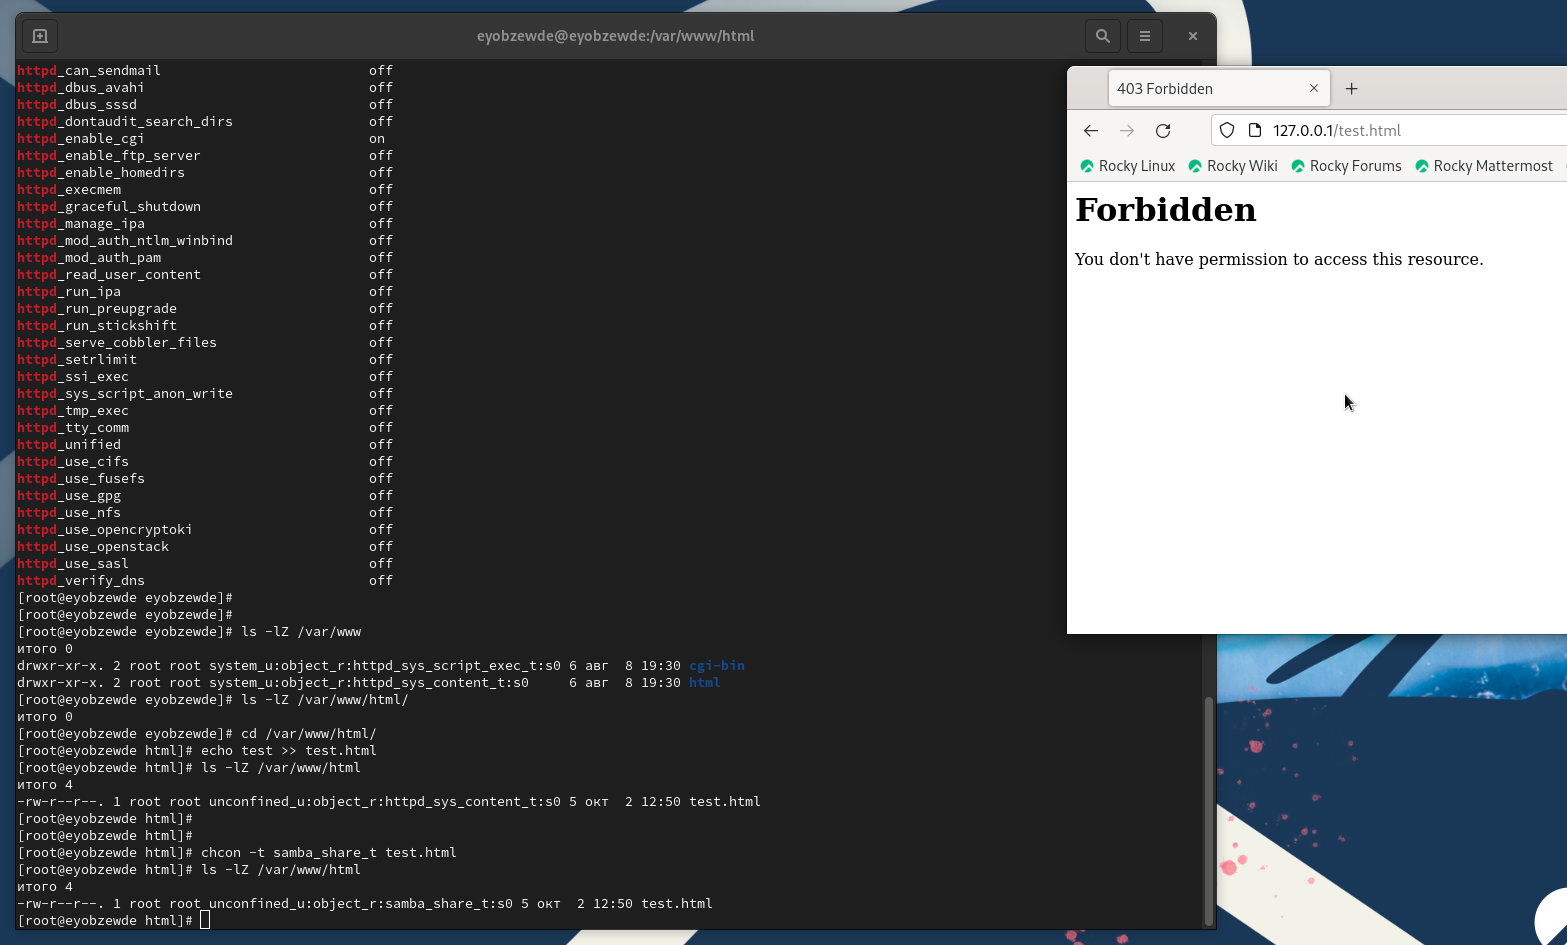 eyobzewde@eyobzewde:/var/www/html
httpd_can_sendmail off
httpd_dbus_avahi off
httpd_dbus_sssd off
httpd_dontaudit_search_dirs off
httpd_enable_cgi on
httpd_enable_ftp_server off
httpd_enable_homedirs off
httpd_execmem off
httpd_graceful_shutdown off
httpd_manage_ipa off
httpd_mod_auth_ntlm_winbind off
httpd_mod_auth_pam off
httpd_read_user_content off
httpd_run_ipa off
httpd_run_preupgrade off
httpd_run_stickshift off
httpd_serve_cobbler_files off
httpd_setrlimit off
httpd_ssi_exec off
httpd_sys_script_anon_write off
httpd_tmp_exec off
httpd_tty_comm off
httpd_unified off
httpd_use_cifs off
httpd_use_fusefs off
httpd_use_gpg off
httpd_use_nfs off
httpd_use_opencryptoki off
httpd_use_openstack off
httpd_use_sasl off
httpd_verify_dns off
[root@eyobzewde eyobzewde]#
[root@eyobzewde eyobzewde]#
[root@eyobzewde eyobzewde]# ls -lZ /var/www
итого 0
drwxr-xr-x. 2 root root system_u:object_r:httpd_sys_script_exec_t:s0 6 авг  8 19:30 cgi-bin
drwxr-xr-x. 2 root root system_u:object_r:httpd_sys_content_t:s0     6 авг  8 19:30 html
[root@eyobzewde eyobzewde]# ls -lZ /var/www/html/
итого 0
[root@eyobzewde eyobzewde]# cd /var/www/html/
[root@eyobzewde html]# echo test >> test.html
[root@eyobzewde html]# ls -lZ /var/www/html
итого 4
-rw-r--r--. 1 root root unconfined_u:object_r:httpd_sys_content_t:s0 5 окт  2 12:50 test.html
[root@eyobzewde html]#
[root@eyobzewde html]#
[root@eyobzewde html]# chcon -t samba_share_t test.html
[root@eyobzewde html]# ls -lZ /var/www/html
итого 4
-rw-r--r--. 1 root root unconfined_u:object_r:samba_share_t:s0 5 окт  2 12:50 test.html
[root@eyobzewde html]#
403 Forbidden
127.0.0.1/test.html
Rocky Linux Rocky Wiki Rocky Forums Rocky Mattermost
Forbidden
You don't have permission to access this resource.